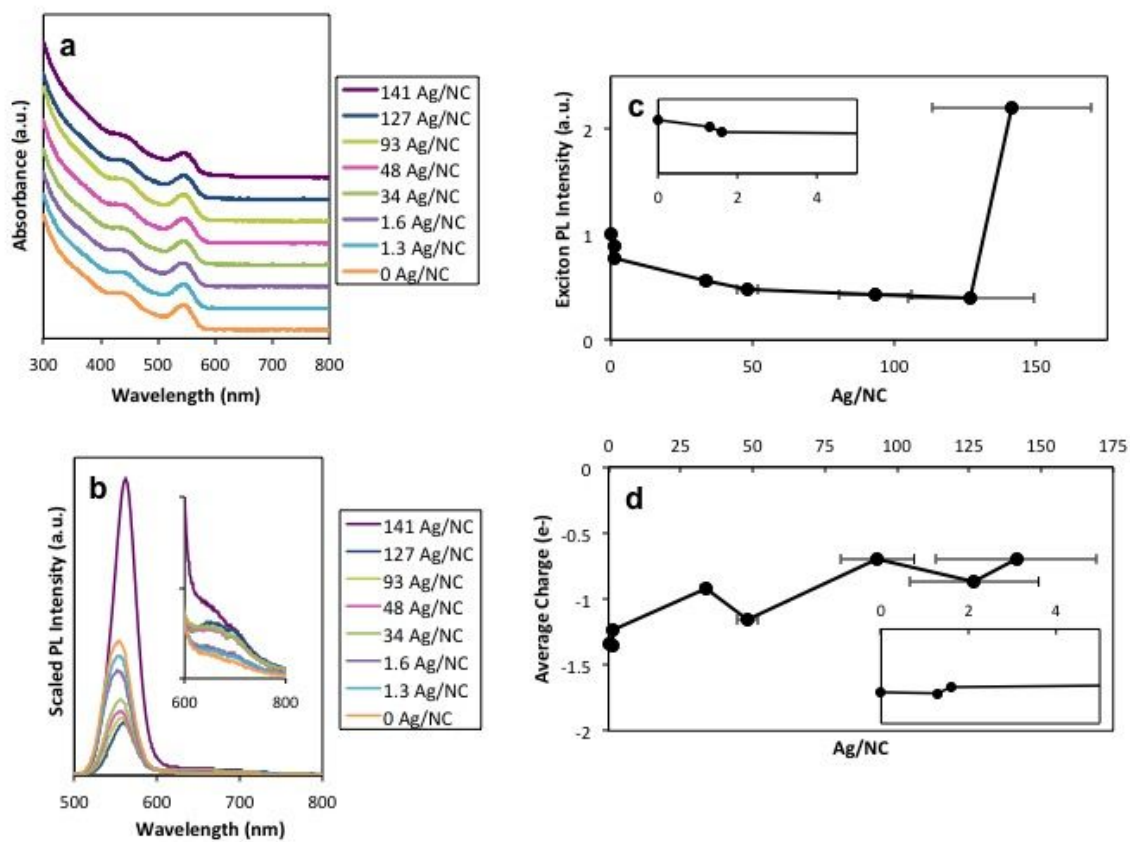 a
Absorbance (a.u.)
300 400 500 600 700 800
Wavelength (nm)
141 Ag/NC
127 Ag/NC
93 Ag/NC
48 Ag/NC
34 Ag/NC
1.6 Ag/NC
1.3 Ag/NC
0 Ag/NC
b
Scaled PL Intensity (a.u.)
600 800
500 600 700 800
Wavelength (nm)
141 Ag/NC
127 Ag/NC
93 Ag/NC
48 Ag/NC
34 Ag/NC
1.6 Ag/NC
1.3 Ag/NC
0 Ag/NC
c
Exciton PL Intensity (a.u.)
2
1
0
0 2 4
0 50 100 150
Ag/NC
0 25 50 75 100 125 150 175
d
Average Charge (e-)
0
-0.5
-1
-1.5
-2
0 2 4
Ag/NC